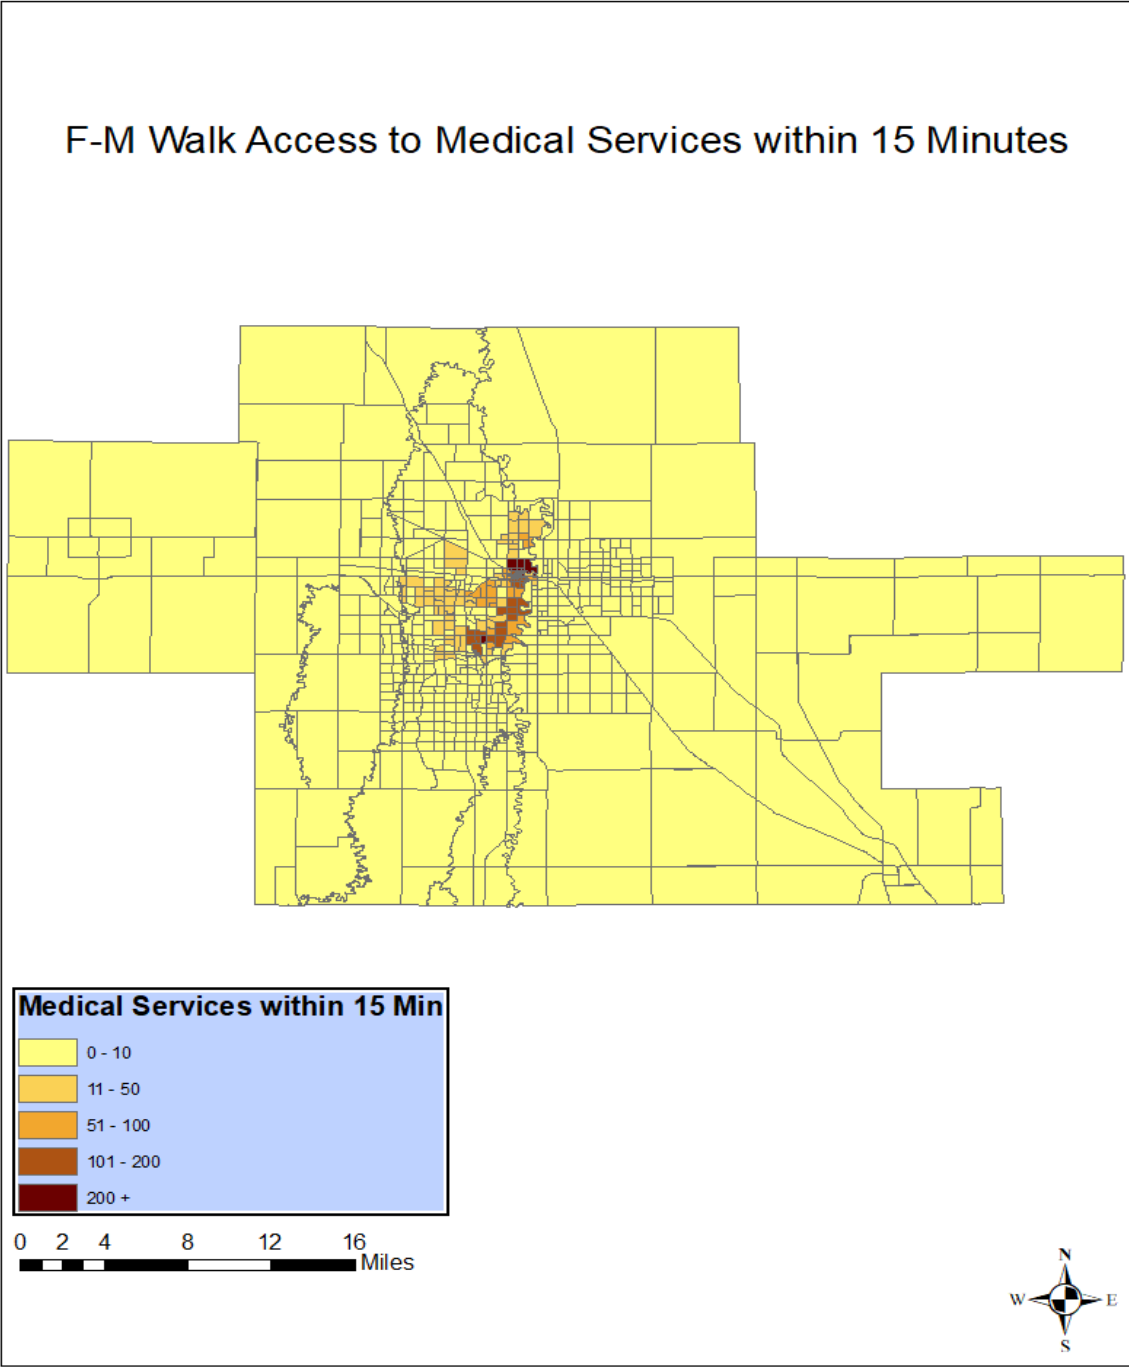 F-M Walk Access to Medical Services within 15 Minutes
Medical Services within 15 Min
0 - 10
11 - 50
51 - 100
101 - 200
200 +
0 2 4 8 12 16
Miles
N
W E
S